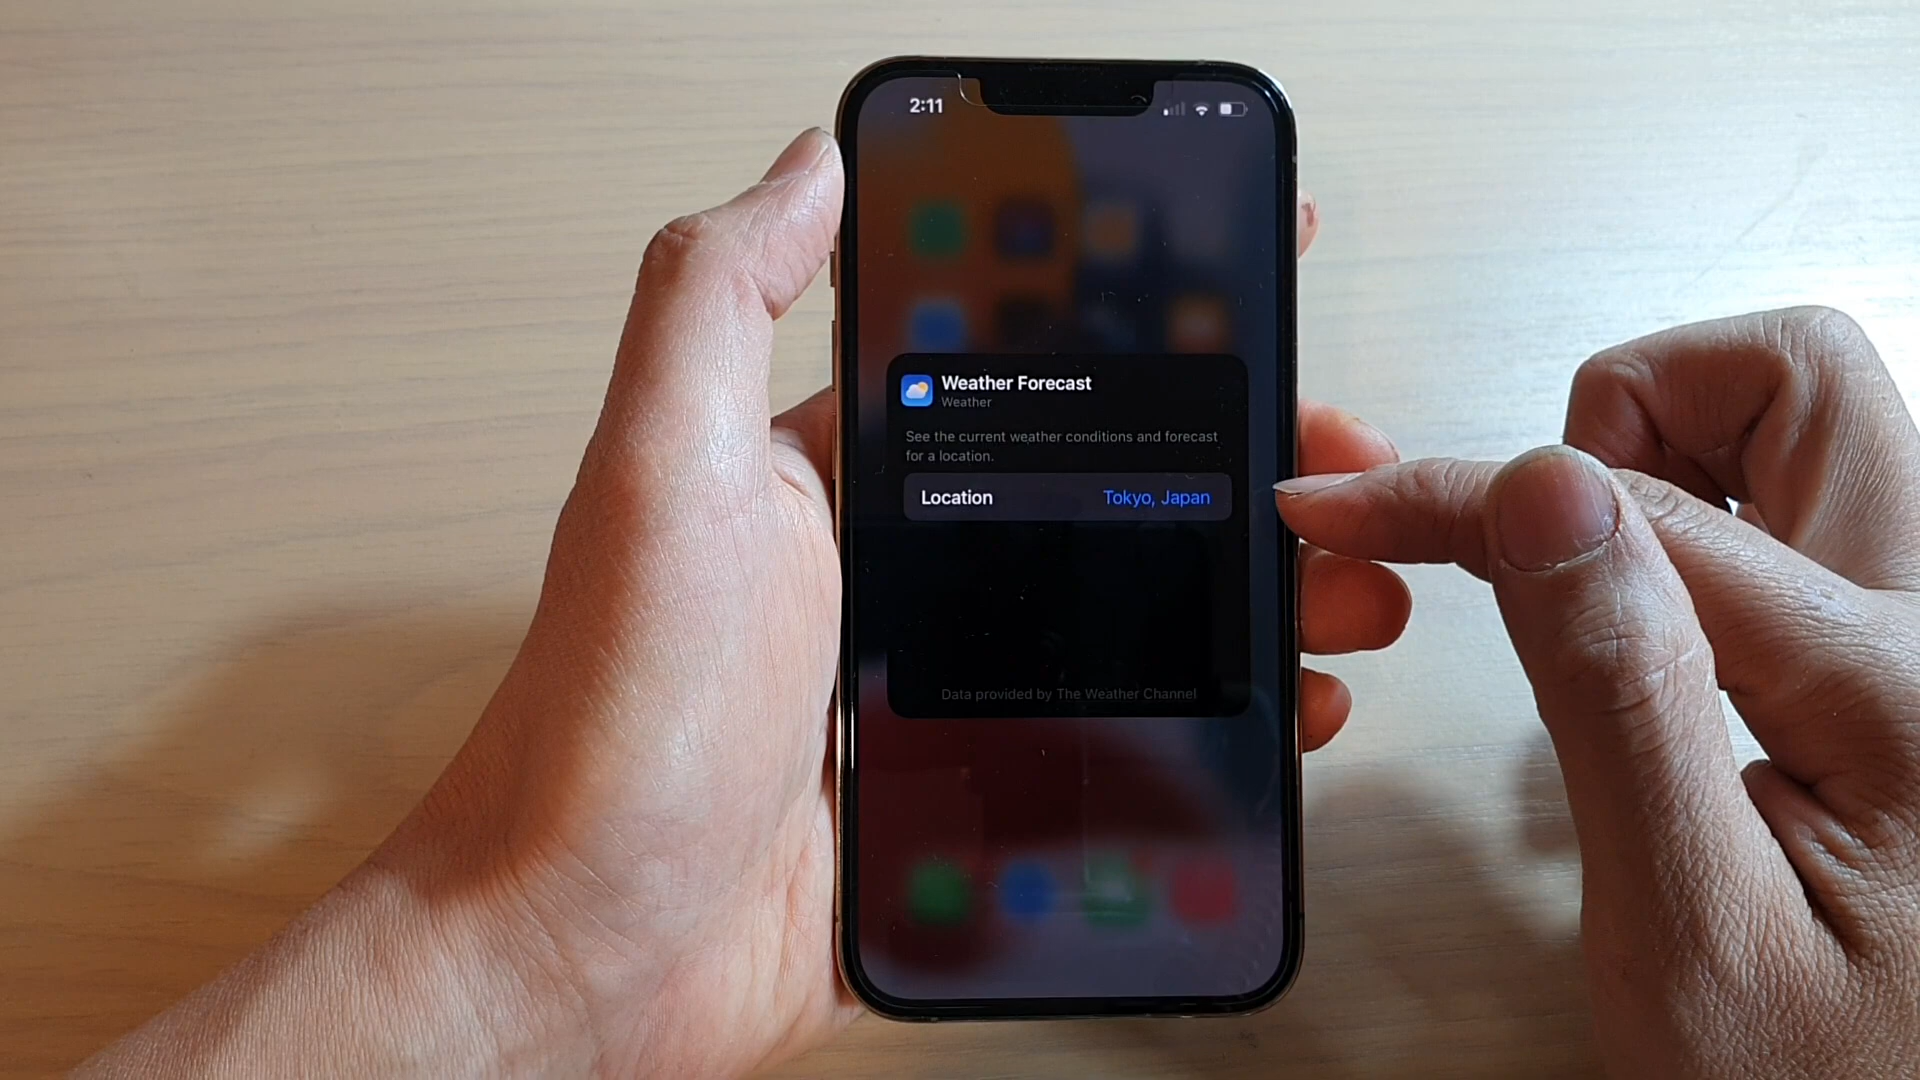 2:11
Weather Forecast
Weather
See the current weather conditions and forecast
for a location.
Location Tokyo, Japan
Data provided by The Weather Channel